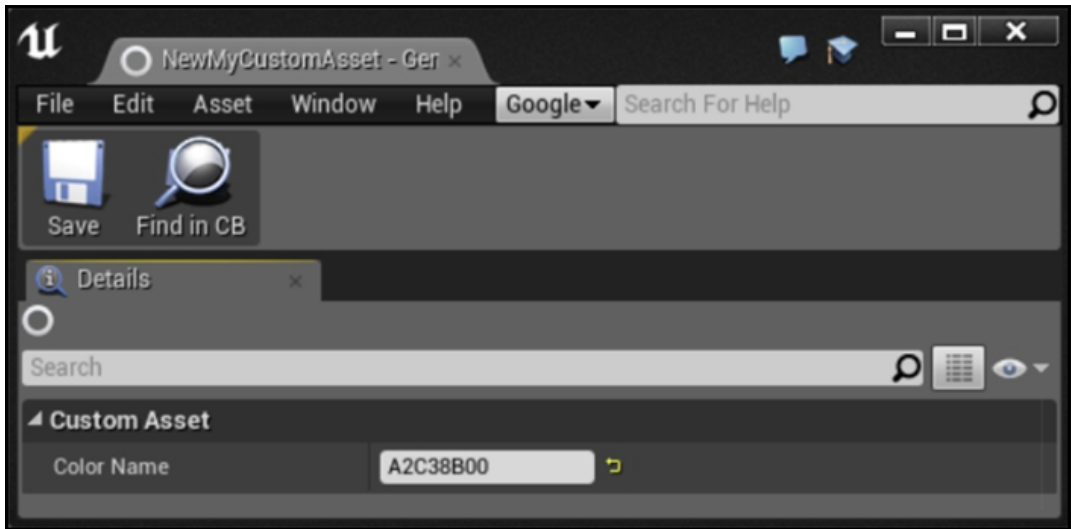 NewMyCustomAsset - Ger
File Edit Asset Window Help Google Search For Help
Save Find in CB
Details
Search
Custom Asset
Color Name A2C38B00